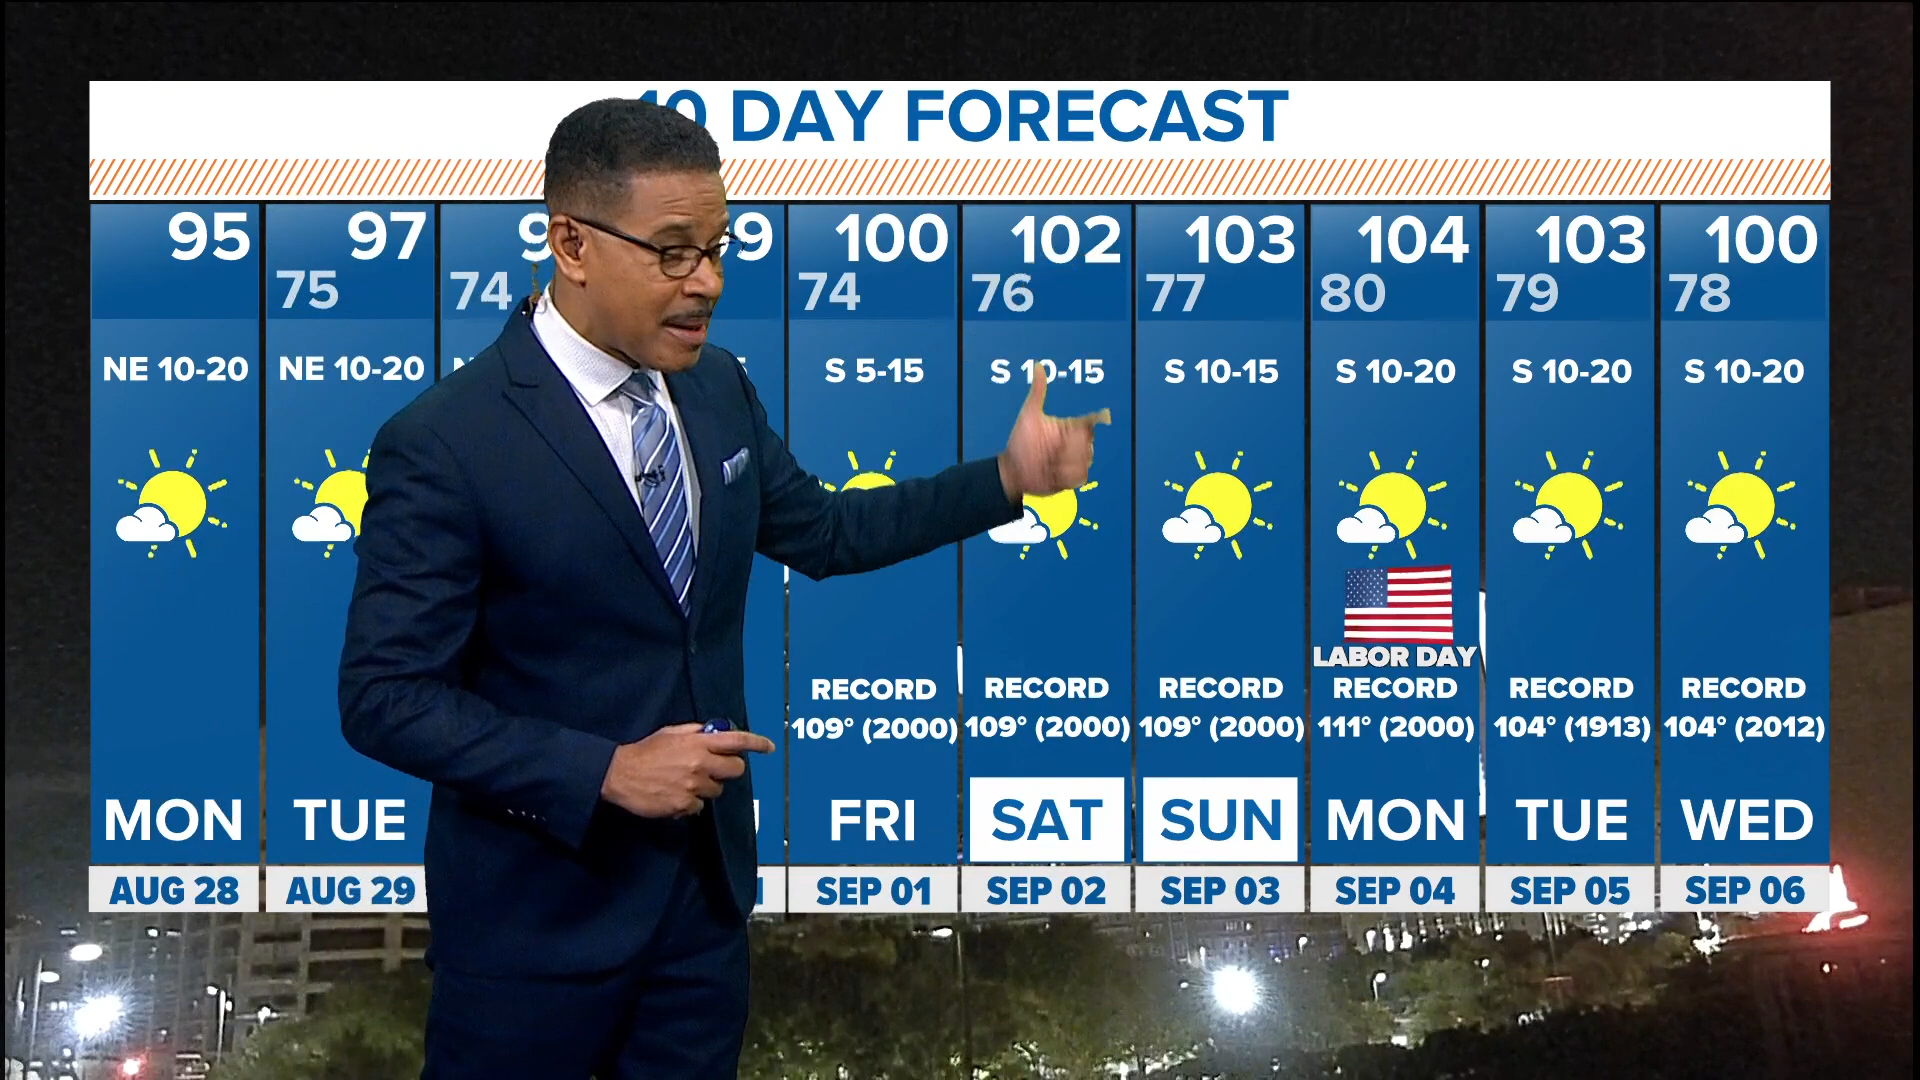 10 DAY FORECAST
95 97 100 102 103 104 103 100
75 74 74 76 77 80 79 78
NE 10-20 NE 10-20 S 5-15 S 10-15 S 10-15 S 10-20 S 10-20 S 10-20
LABOR DAY
RECORD RECORD RECORD RECORD RECORD RECORD
109° (2000) 109° (2000) 109° (2000) 111° (2000) 104° (1913) 104° (2012)
MON TUE FRI SAT SUN MON TUE WED
AUG 28 AUG 29 SEP 01 SEP 02 SEP 03 SEP 04 SEP 05 SEP 06